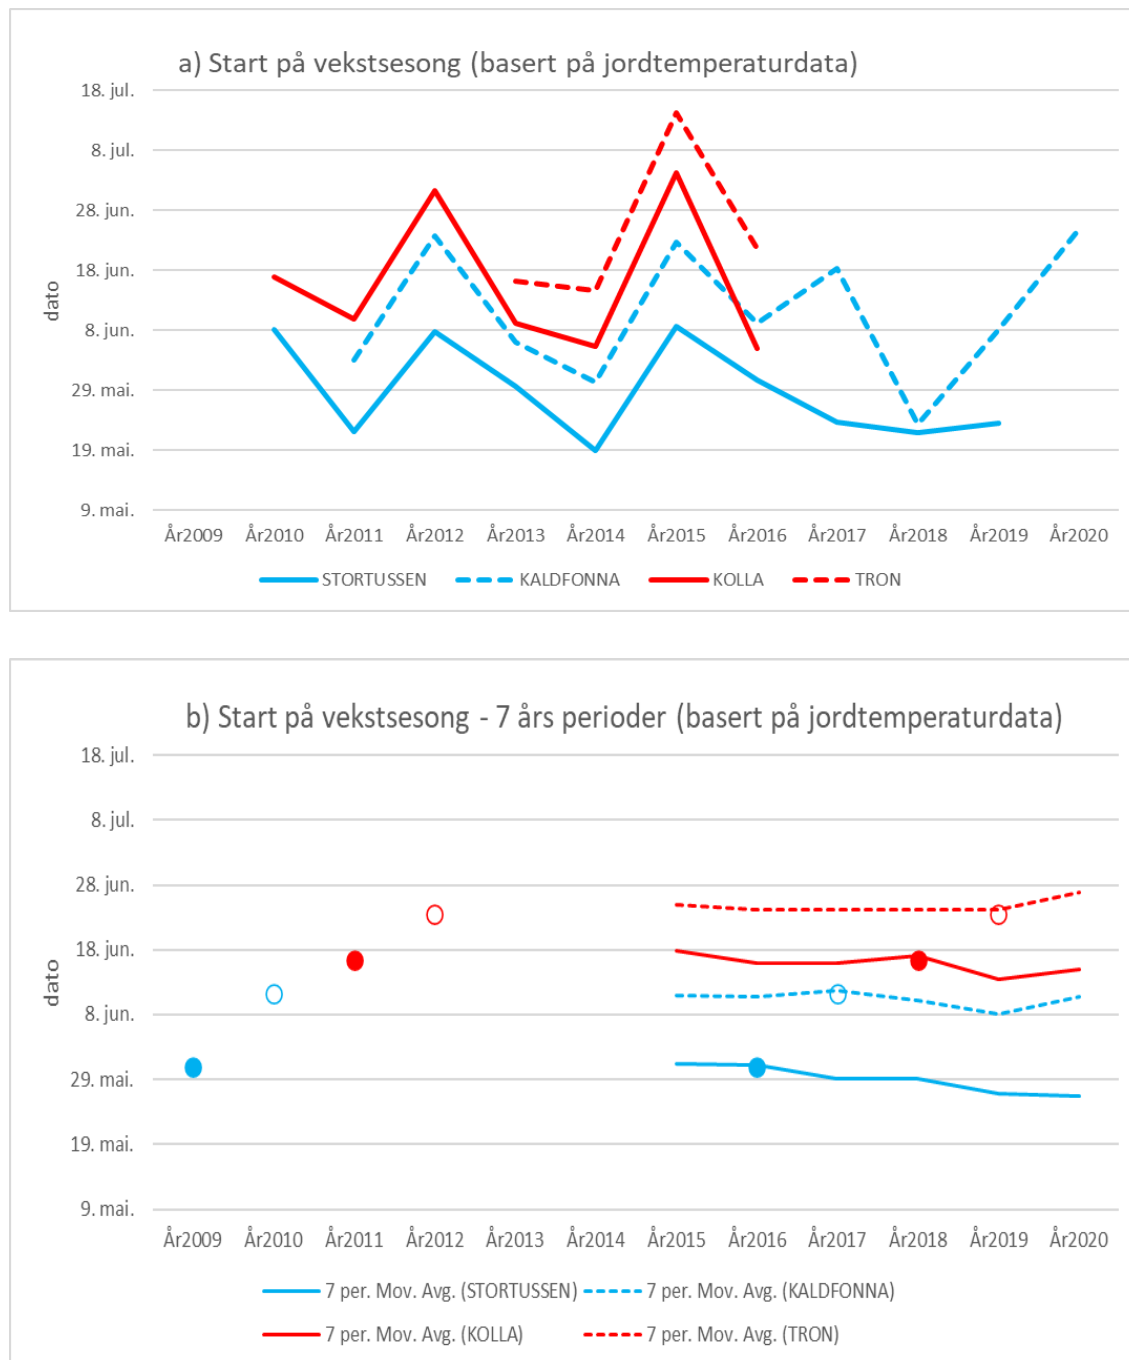 a) Start på vekstsesong (basert på jordtemperaturdata)
18. jul.
8. jul.
28. jun.
18. jun.
8. jun.
29. mai.
19. mai.
9. mai.
dato
År2009 År2010 År2011 År2012 År2013 År2014 År2015 År2016 År2017 År2018 År2019 År2020
STORTUSSEN KALDFONNA KOLLA TRON
b) Start på vekstsesong - 7 års perioder (basert på jordtemperaturdata)
18. jul.
8. jul.
28. jun.
18. jun.
8. jun.
29. mai.
19. mai.
9. mai.
dato
År2009 År2010 År2011 År2012 År2013 År2014 År2015 År2016 År2017 År2018 År2019 År2020
7 per. Mov. Avg. (STORTUSSEN) 7 per. Mov. Avg. (KALDFONNA)
7 per. Mov. Avg. (KOLLA) 7 per. Mov. Avg. (TRON)